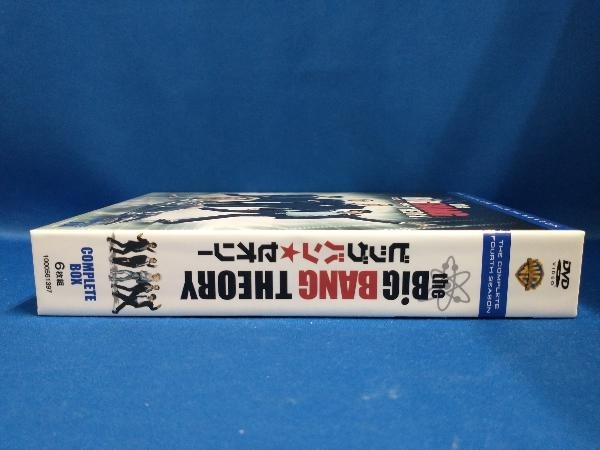 DVD
VIDEO
THE COMPLETE
FOURTH SEASON
the BiG BANG THEORY
ビッグバン★セオリー
COMPLETE
BOX
6枚組
1000561397